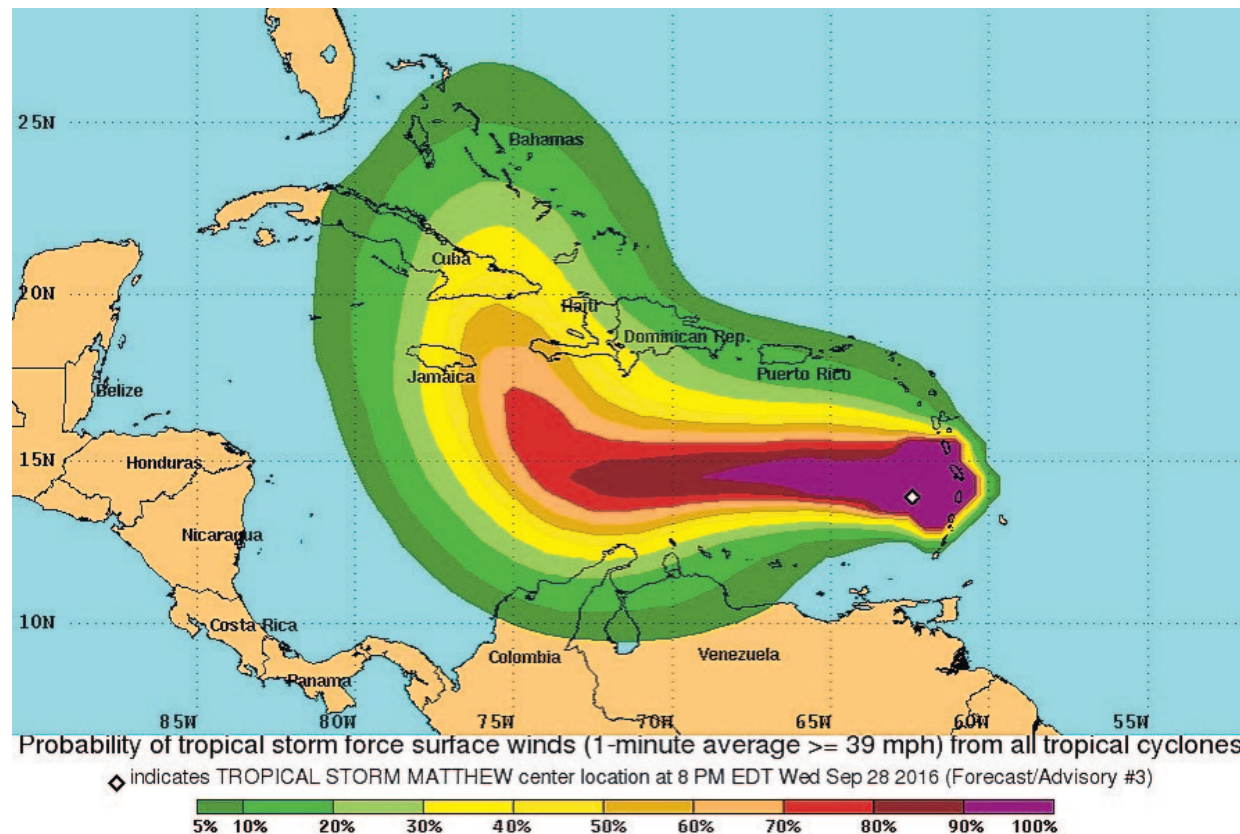 25N
Bahamas
Cuba
20N
Haiti
Dominican Rep.
Puerto Rico
Jamaica
Belize
15N
Honduras
Nicaragua
10N
Costa Rica
Colombia
Venezuela
Panama
85W 80W 75W 70W 65W 60W 55W
Probability of tropical storm force surface winds (1-minute average >= 39 mph) from all tropical cyclones
indicates TROPICAL STORM MATTHEW center location at 8 PM EDT Wed Sep 28 2016 (Forecast/Advisory #3)
5% 10% 20% 30% 40% 50% 60% 70% 80% 90% 100%